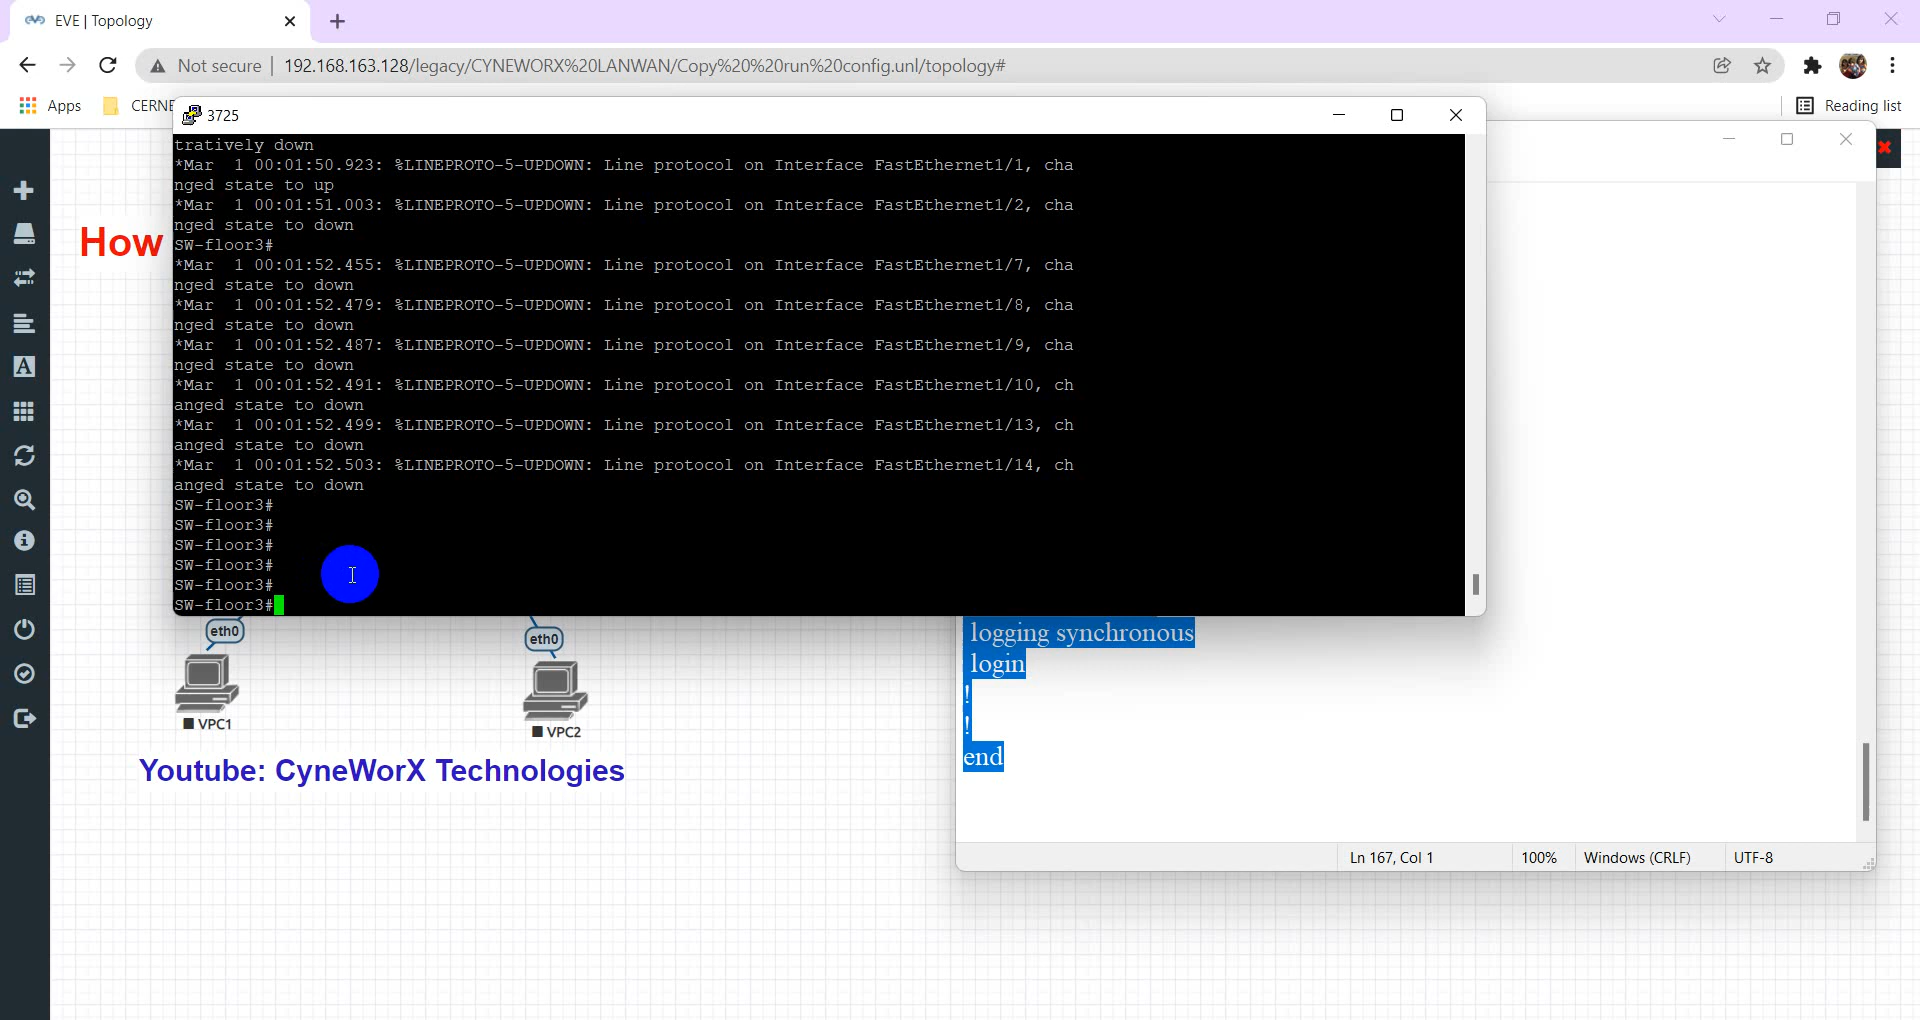 EVE | Topology
Not secure | 192.168.163.128/legacy/CYNEWORX%20LANWAN/Copy%20%20run%20config.unl/topology#
Apps
CERNE
Reading list
3725
tratively down
*Mar  1 00:01:50.923: %LINEPROTO-5-UPDOWN: Line protocol on Interface FastEthernet1/1, cha
nged state to up
*Mar  1 00:01:51.003: %LINEPROTO-5-UPDOWN: Line protocol on Interface FastEthernet1/2, cha
nged state to down
SW-floor3#
*Mar  1 00:01:52.455: %LINEPROTO-5-UPDOWN: Line protocol on Interface FastEthernet1/7, cha
nged state to down
*Mar  1 00:01:52.479: %LINEPROTO-5-UPDOWN: Line protocol on Interface FastEthernet1/8, cha
nged state to down
*Mar  1 00:01:52.487: %LINEPROTO-5-UPDOWN: Line protocol on Interface FastEthernet1/9, cha
nged state to down
*Mar  1 00:01:52.491: %LINEPROTO-5-UPDOWN: Line protocol on Interface FastEthernet1/10, ch
anged state to down
*Mar  1 00:01:52.499: %LINEPROTO-5-UPDOWN: Line protocol on Interface FastEthernet1/13, ch
anged state to down
*Mar  1 00:01:52.503: %LINEPROTO-5-UPDOWN: Line protocol on Interface FastEthernet1/14, ch
anged state to down
SW-floor3#
SW-floor3#
SW-floor3#
SW-floor3#
SW-floor3#
SW-floor3#
How
eth0
eth0
VPC1
VPC2
Youtube: CyneWorX Technologies
logging synchronous
login
!
!
end
Ln 167, Col 1
100%
Windows (CRLF)
UTF-8